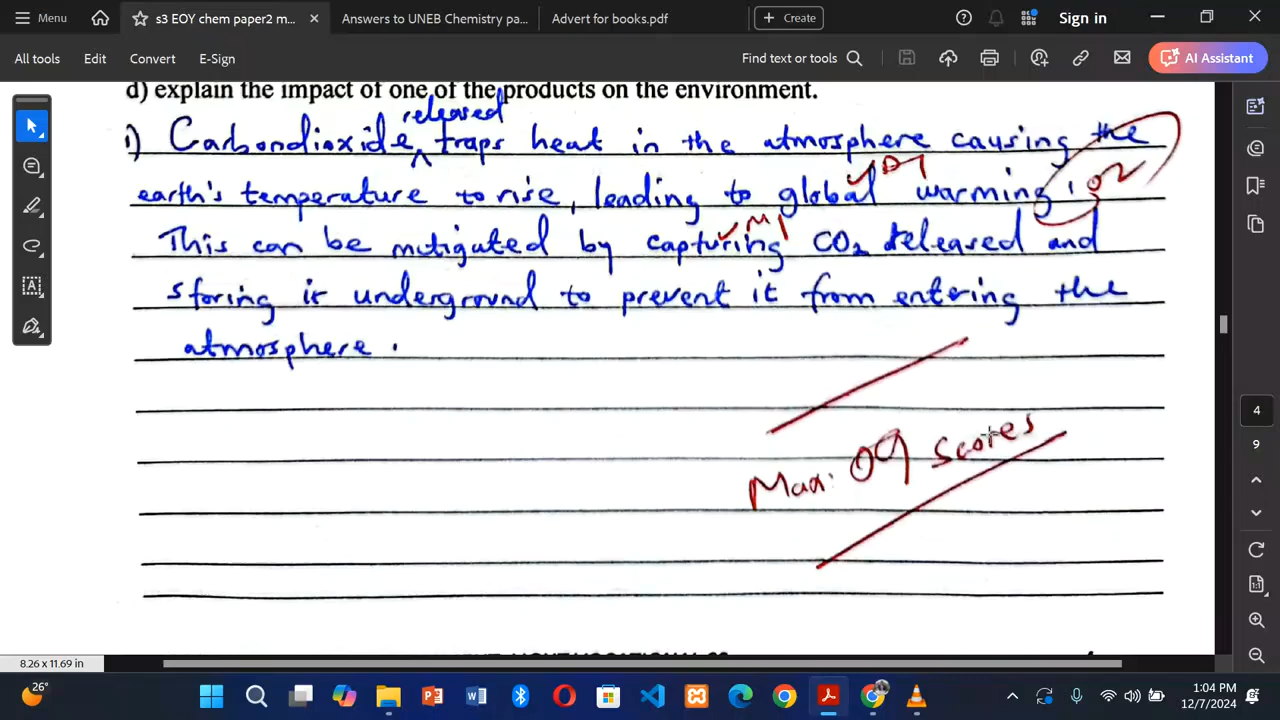 Menu
s3 EOY chem paper2 m...
Answers to UNEB Chemistry pa...
Advert for books.pdf
Create
Sign in
All tools
Edit
Convert
E-Sign
Find text or tools
AI Assistant
d) explain the impact of one of the products on the environment.
released
i) Carbondioxide ^ traps heat in the atmosphere causing the
earth's temperature to rise, leading to global warming.
02
This can be mitigated by capturing CO2 released and
M1
storing it underground to prevent it from entering the
atmosphere.
Max: 09 scores
4
9
8.26 x 11.69 in
26°
1:04 PM
12/7/2024